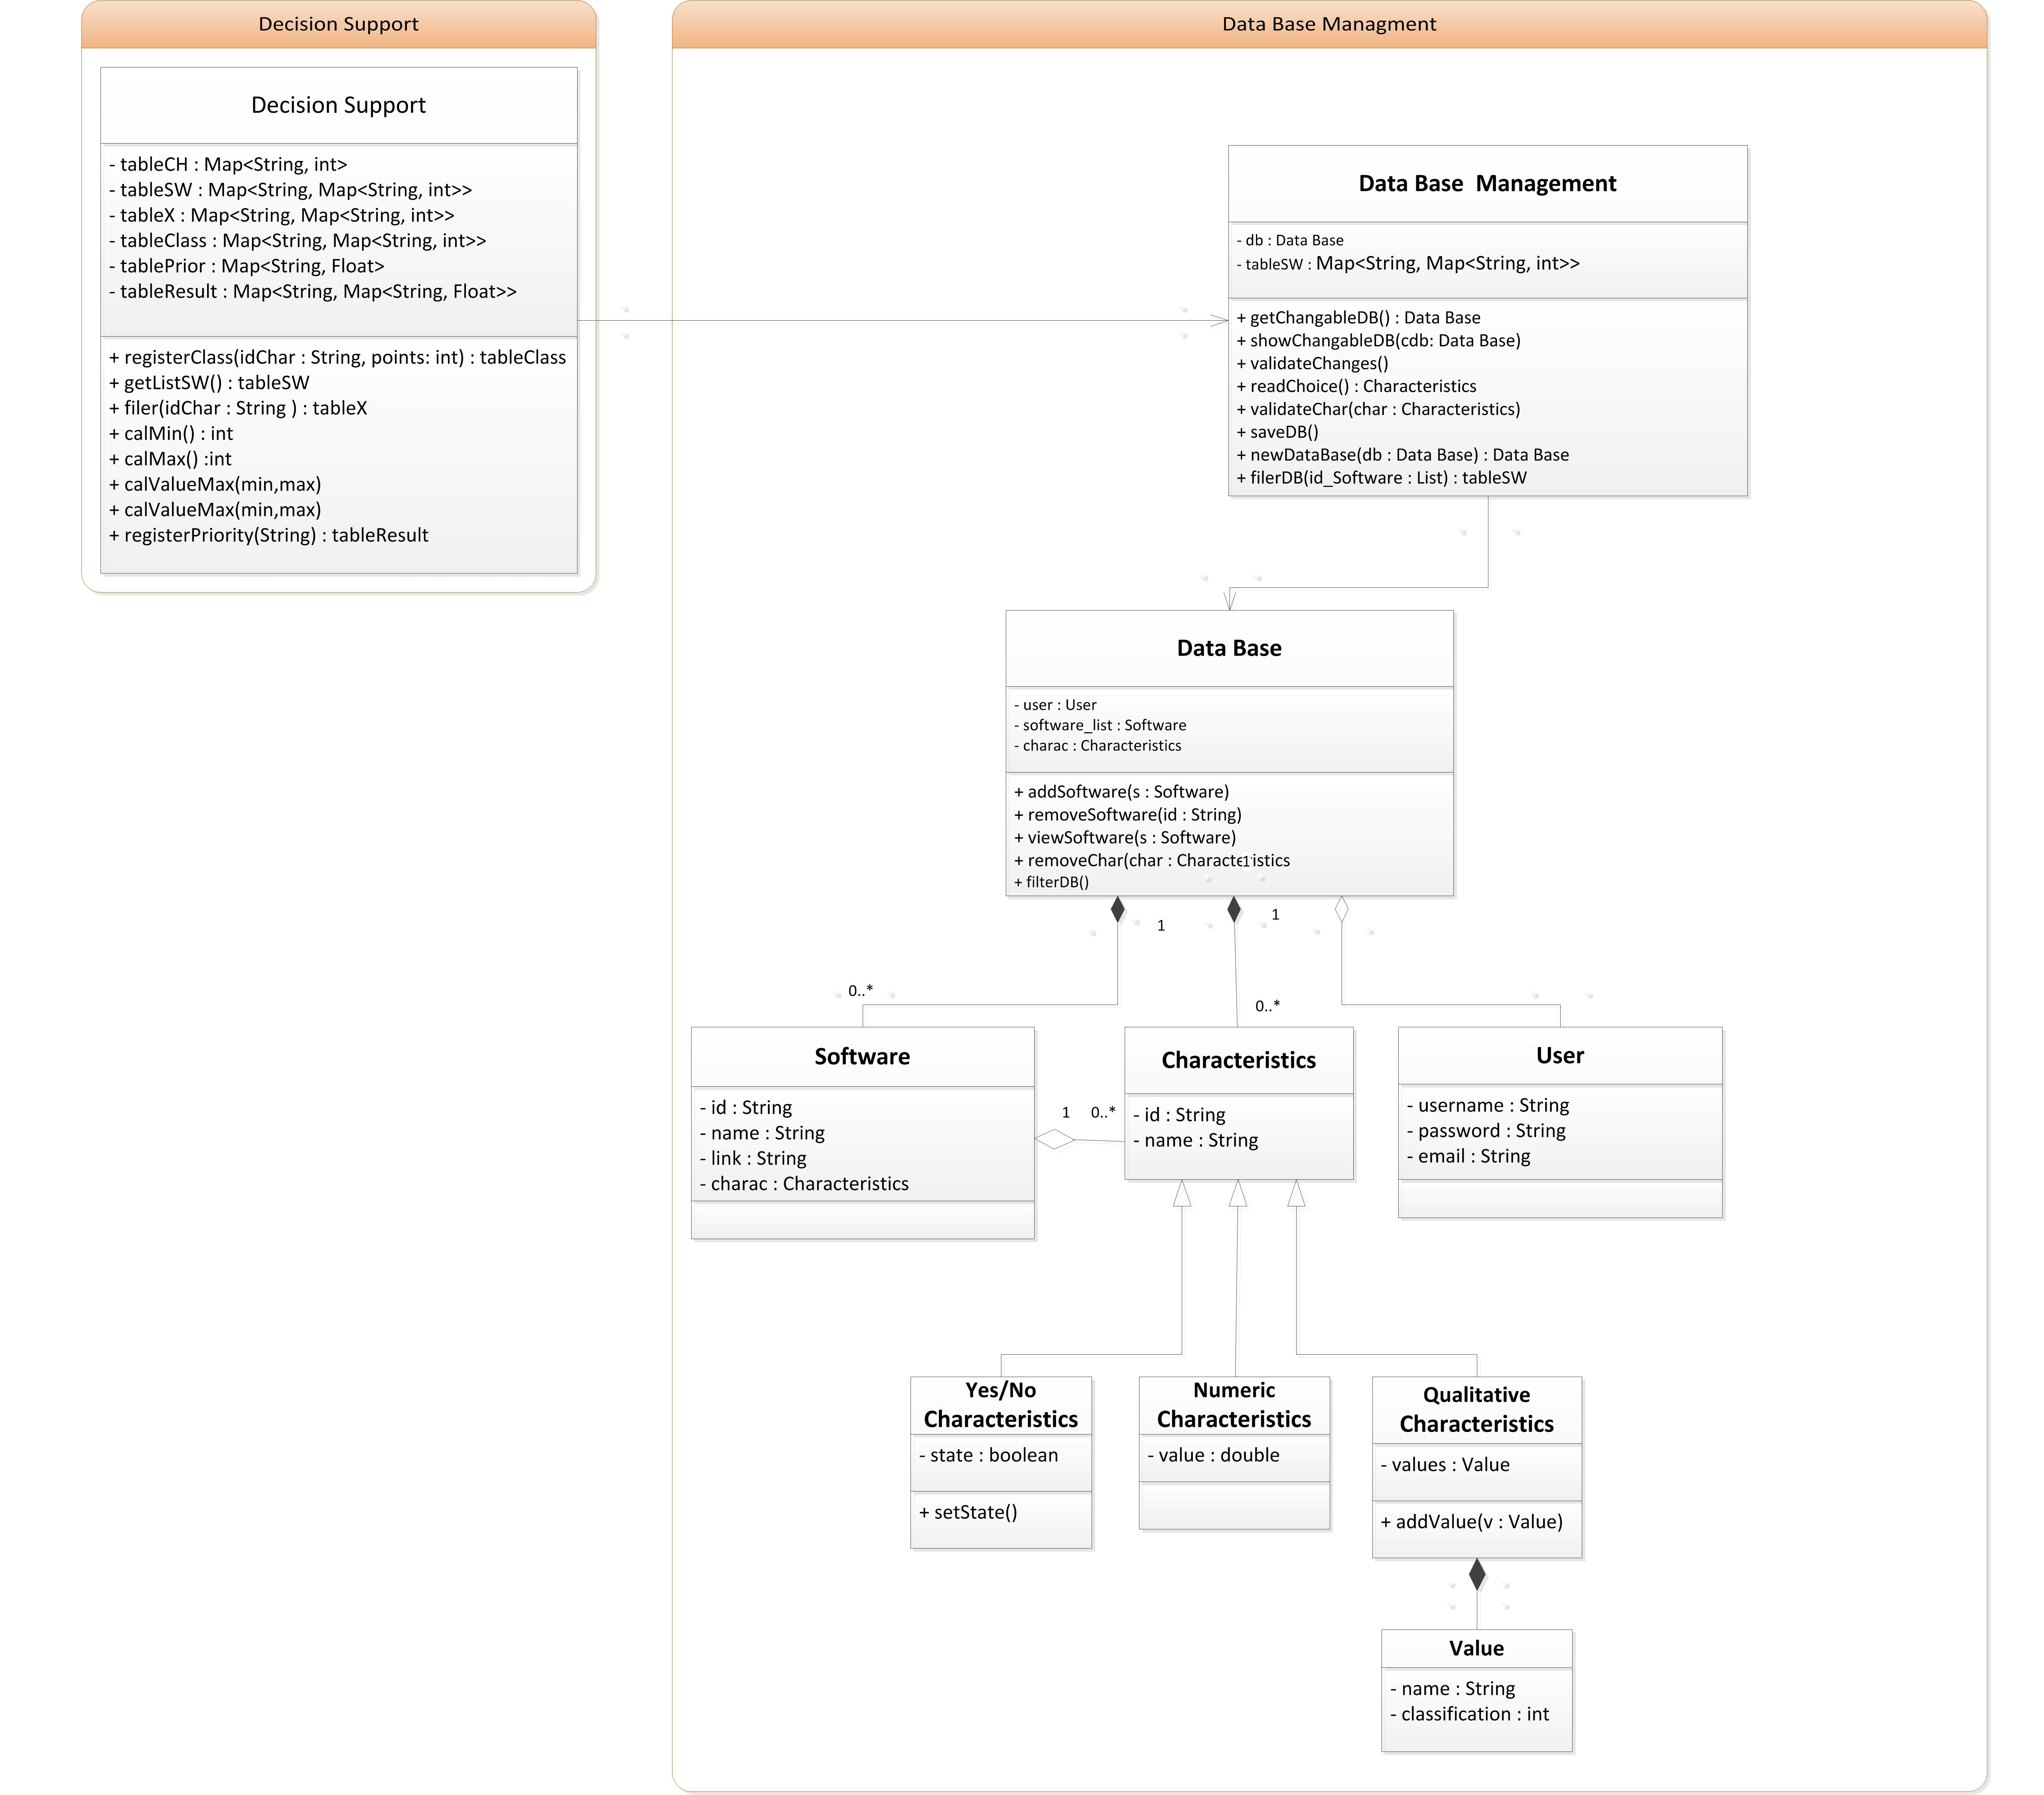 Decision Support
Decision Support
- tableCH : Map<String, int>
- tableSW : Map<String, Map<String, int>>
- tableX : Map<String, Map<String, int>>
- tableClass : Map<String, Map<String, int>>
- tablePrior : Map<String, Float>
- tableResult : Map<String, Map<String, Float>>
+ registerClass(idChar : String, points: int) : tableClass
+ getListSW() : tableSW
+ filer(idChar : String ) : tableX
+ calMin() : int
+ calMax() :int
+ calValueMax(min,max)
+ calValueMax(min,max)
+ registerPriority(String) : tableResult
Data Base Managment
Data Base Management
- db : Data Base
- tableSW : Map<String, Map<String, int>>
+ getChangableDB() : Data Base
+ showChangableDB(cdb: Data Base)
+ validateChanges()
+ readChoice() : Characteristics
+ validateChar(char : Characteristics)
+ saveDB()
+ newDataBase(db : Data Base) : Data Base
+ filerDB(id_Software : List) : tableSW
Data Base
- user : User
- software_list : Software
- charac : Characteristics
+ addSoftware(s : Software)
+ removeSoftware(id : String)
+ viewSoftware(s : Software)
+ removeChar(char : Characteristics
1
+ filterDB()
1
1
0..*
0..*
Software
- id : String
- name : String
- link : String
- charac : Characteristics
1
0..*
Characteristics
- id : String
- name : String
User
- username : String
- password : String
- email : String
Yes/No
Characteristics
- state : boolean
+ setState()
Numeric
Characteristics
- value : double
Qualitative
Characteristics
- values : Value
+ addValue(v : Value)
Value
- name : String
- classification : int